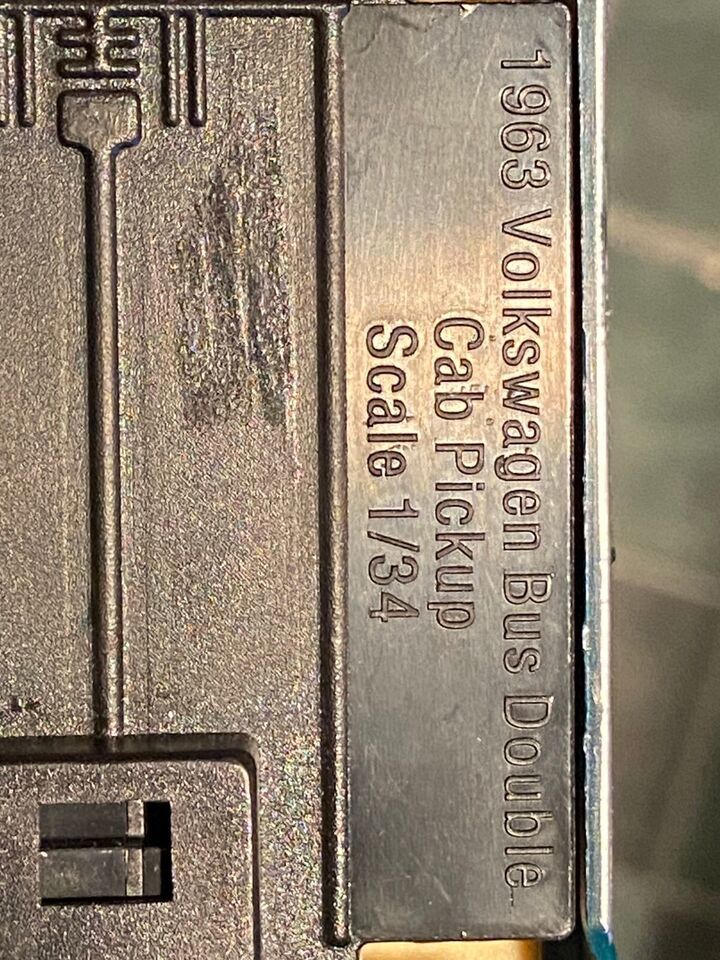 1963 Volkswagen Bus Double
Cab Pickup
Scale 1/34